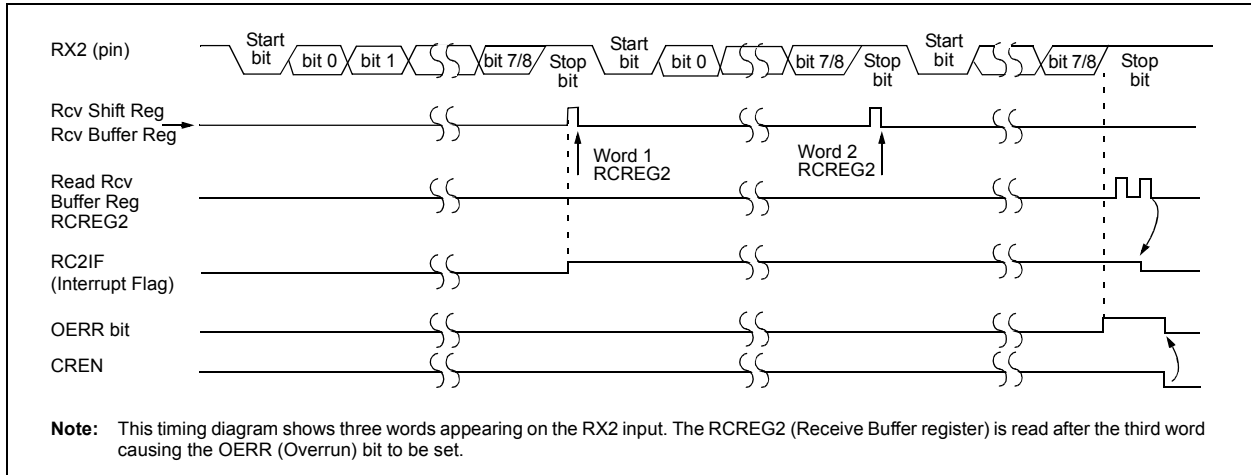 RX2 (pin)
Start bit
bit 0
bit 1
bit 7/8
Stop bit
Start bit
bit 0
bit 7/8
Stop bit
Start bit
bit 7/8
Stop bit
Rcv Shift Reg
Rcv Buffer Reg
Word 1
RCREG2
Word 2
RCREG2
Read Rcv
Buffer Reg
RCREG2
RC2IF
(Interrupt Flag)
OERR bit
CREN
Note: This timing diagram shows three words appearing on the RX2 input. The RCREG2 (Receive Buffer register) is read after the third word
causing the OERR (Overrun) bit to be set.